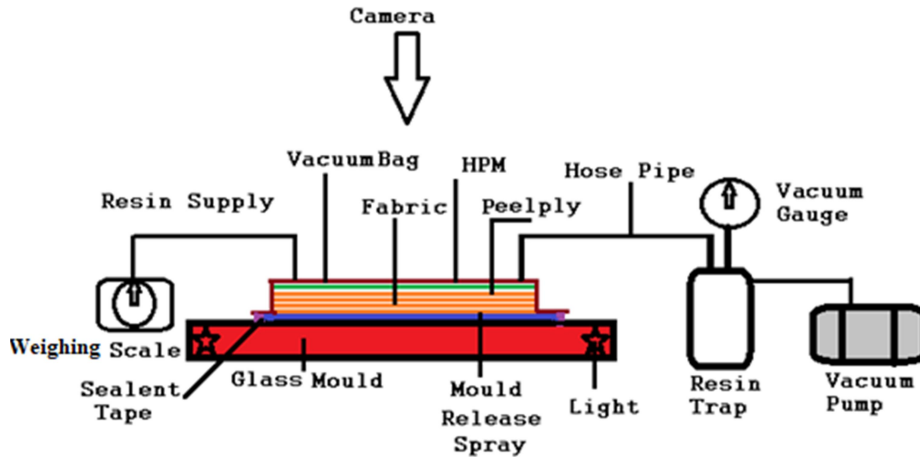 Camera
Vacuum Bag
HPM
Hose Pipe
Vacuum
Gauge
Resin Supply
Fabric
Peelply
Weighing Scale
Sealent
Tape
Glass Mould
Mould
Release
Spray
Light
Resin
Trap
Vacuum
Pump